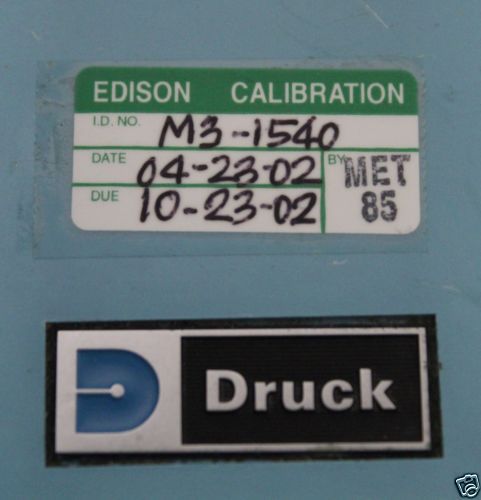 EDISON CALIBRATION
I.D. NO. M3-1540
DATE 04-23-02 BY MET
DUE 10-23-02 85
Druck